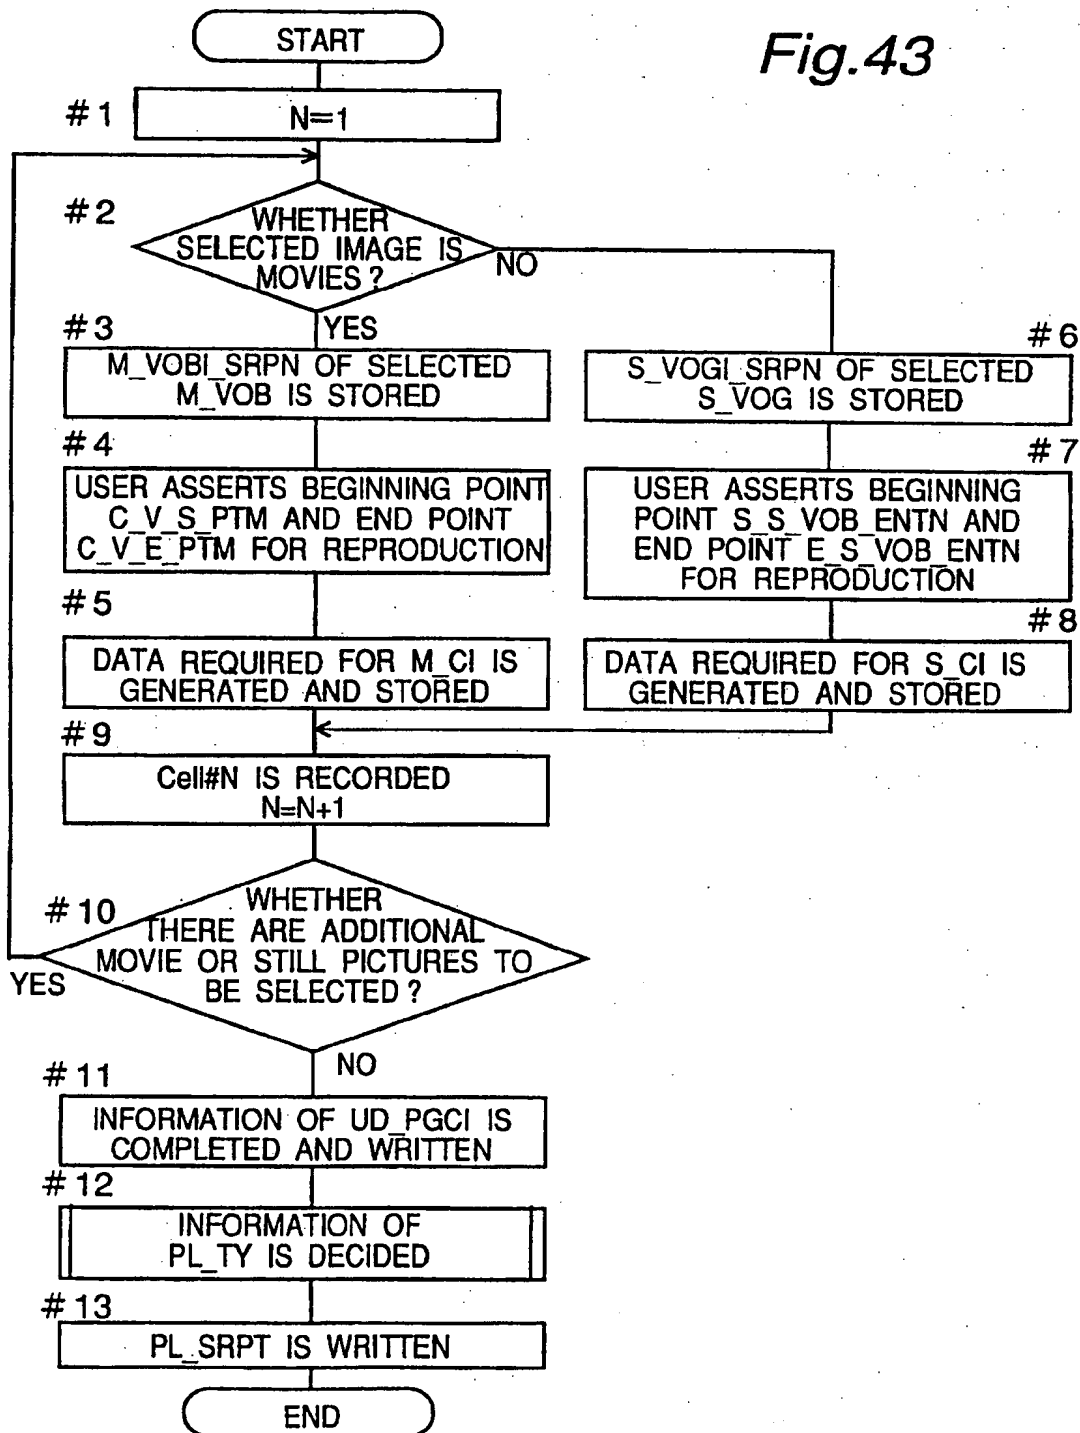 START
Fig.43
#1
N=1
#2
WHETHER
SELECTED IMAGE IS
MOVIES?
NO
YES
#3
M_VOBI_SRPN OF SELECTED
M_VOB IS STORED
#4
USER ASSERTS BEGINNING POINT
C_V_S_PTM AND END POINT
C_V_E_PTM FOR REPRODUCTION
#5
DATA REQUIRED FOR M_CI IS
GENERATED AND STORED
#6
S_VOGI_SRPN OF SELECTED
S_VOG IS STORED
#7
USER ASSERTS BEGINNING
POINT S_S_VOB_ENTN AND
END POINT E_S_VOB_ENTN
FOR REPRODUCTION
#8
DATA REQUIRED FOR S_CI IS
GENERATED AND STORED
#9
Cell#N IS RECORDED
N=N+1
#10
WHETHER
THERE ARE ADDITIONAL
MOVIE OR STILL PICTURES TO
BE SELECTED?
YES
NO
#11
INFORMATION OF UD_PGCI IS
COMPLETED AND WRITTEN
#12
INFORMATION OF
PL_TY IS DECIDED
#13
PL_SRPT IS WRITTEN
END